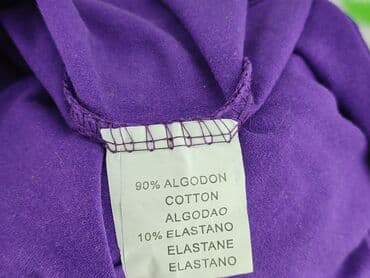 90% ALGODON
COTTON
ALGODAO
10% ELASTANO
ELASTANE
ELASTANO